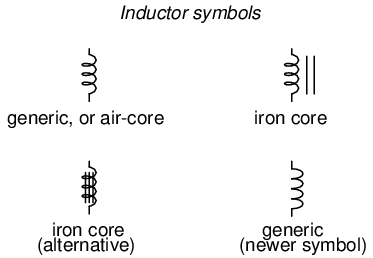 Inductor symbols
generic, or air-core
iron core
iron core
(alternative)
generic
(newer symbol)